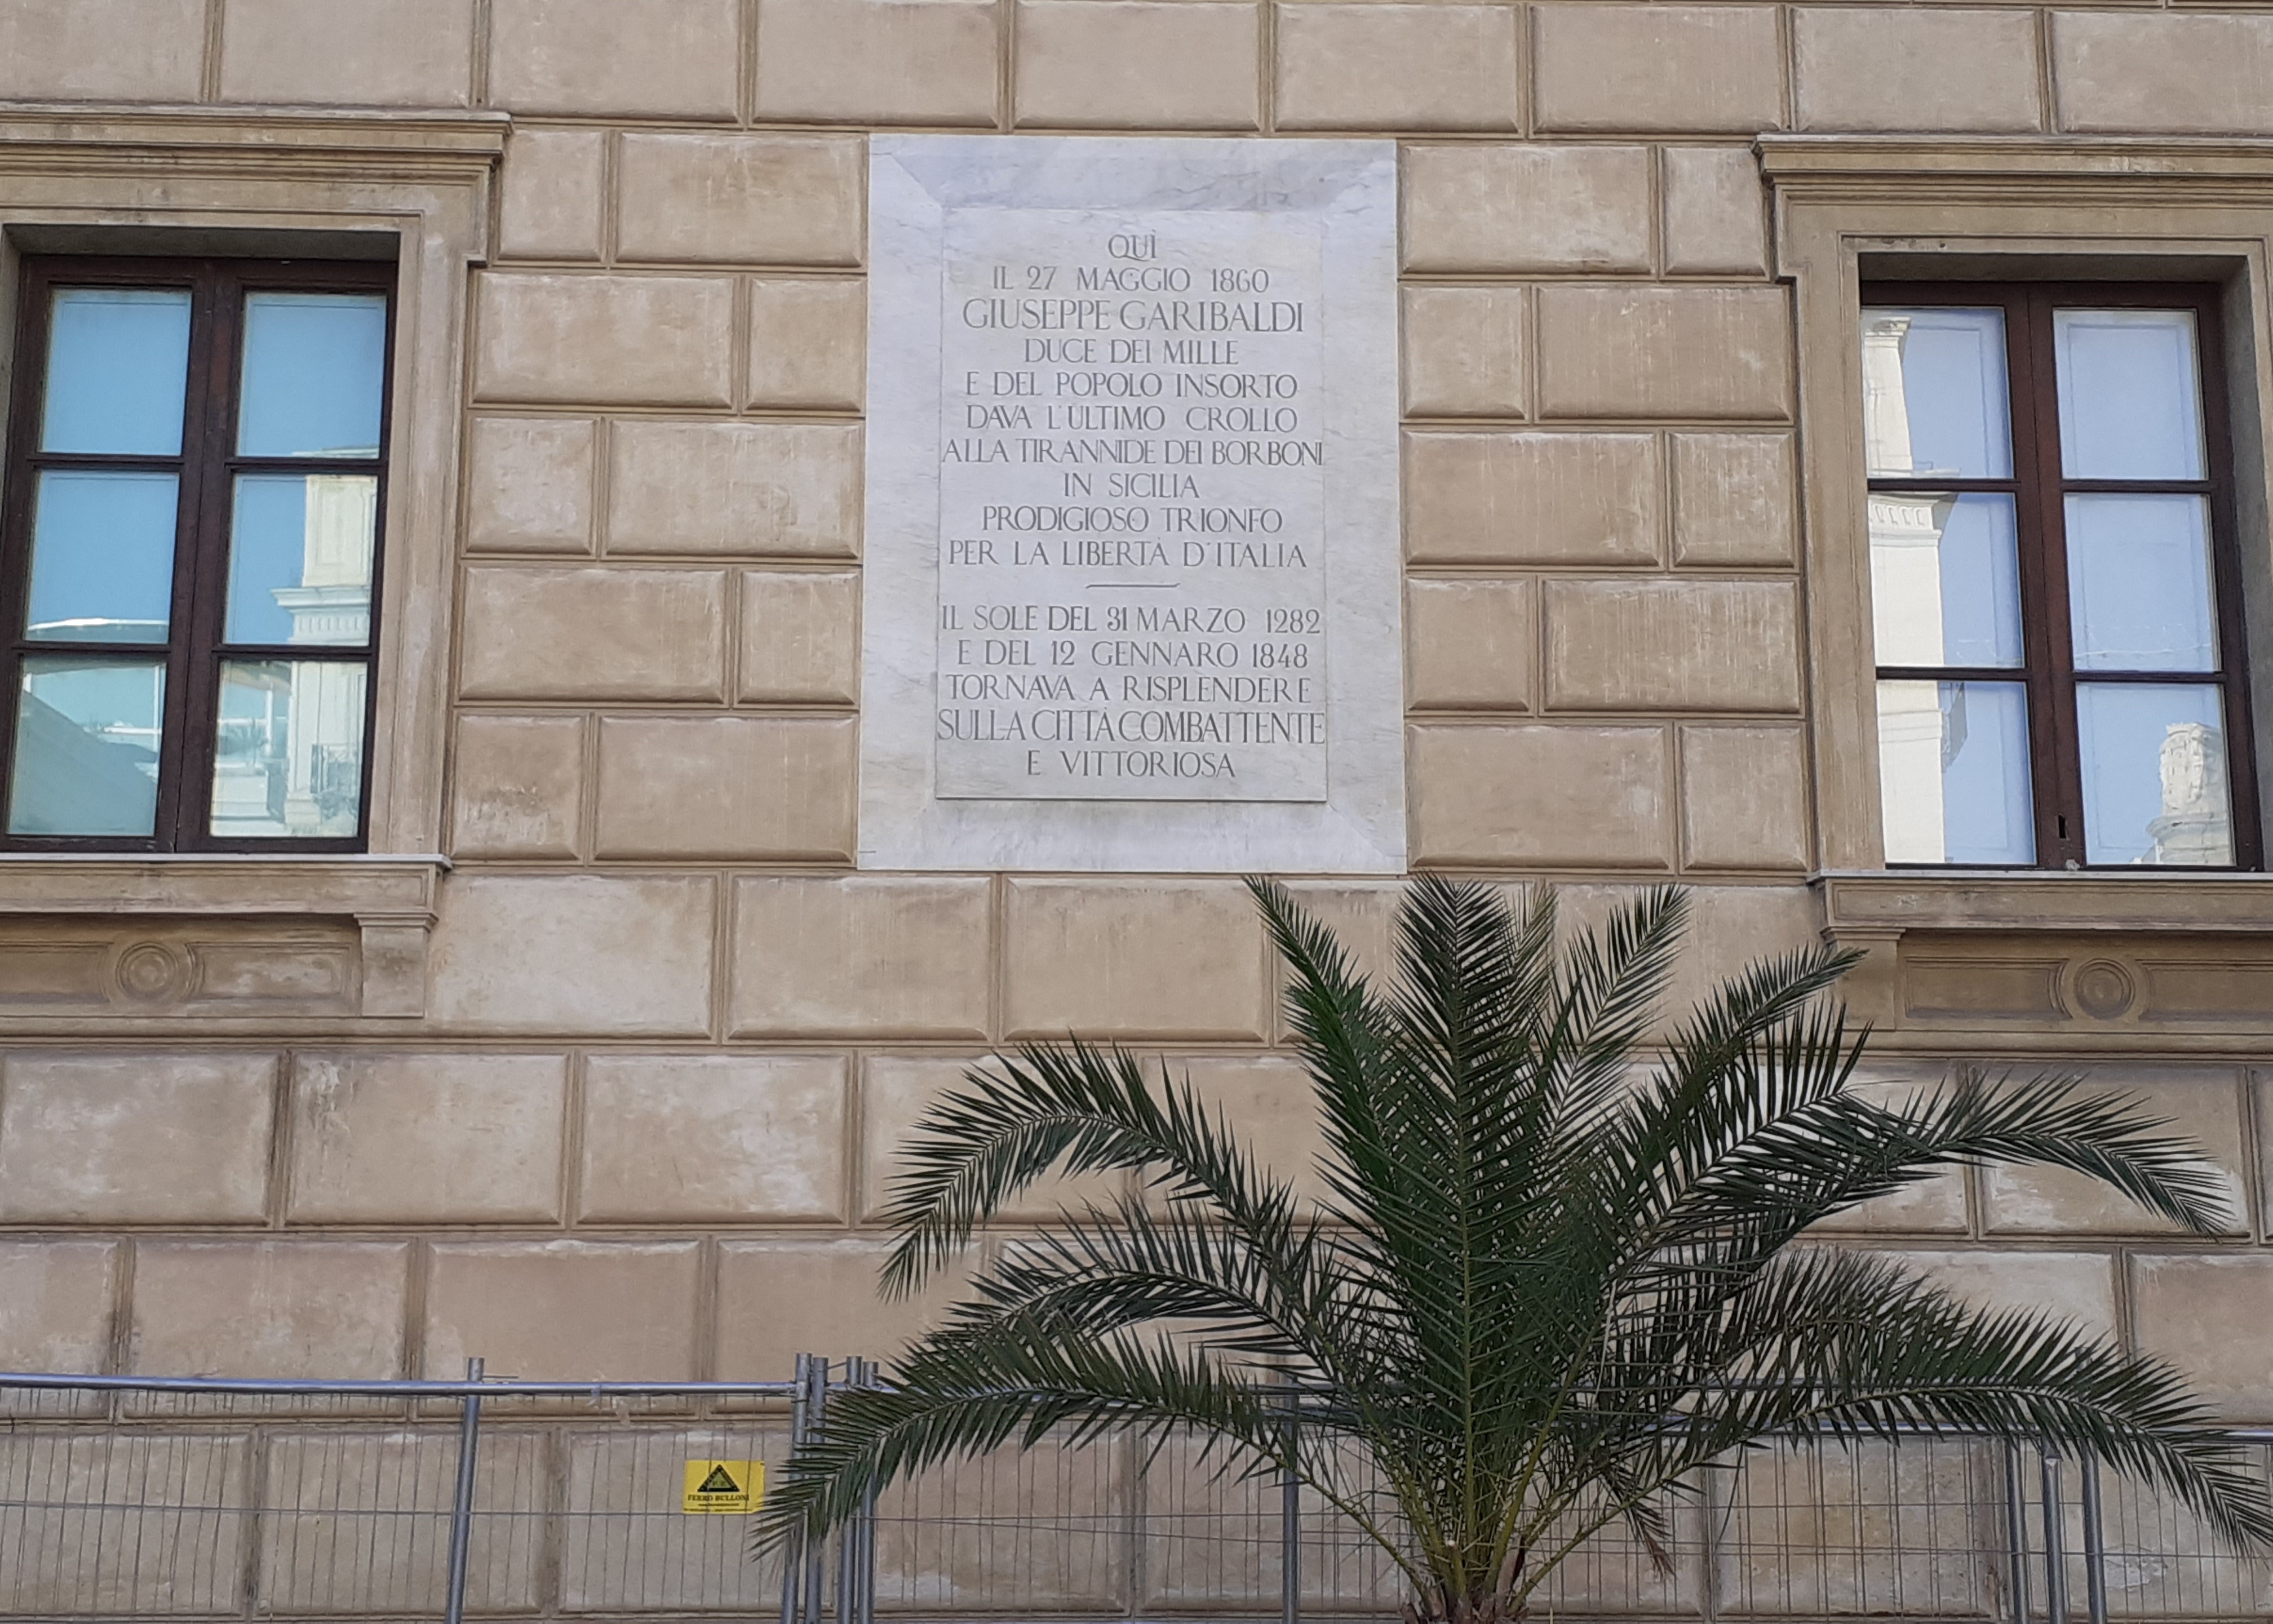 QUÌ
IL 27 MAGGIO 1860
GIUSEPPE GARIBALDI
DUCE DEI MILLE
E DEL POPOLO INSORTO
DAVA L'ULTIMO CROLLO
ALLA TIRANNIDE DEI BORBONI
IN SICILIA
PRODIGIOSO TRIONFO
PER LA LIBERTÀ D'ITALIA
IL SOLE DEL 31 MARZO 1282
E DEL 12 GENNARO 1848
TORNAVA A RISPLENDERE
SULLA CITTÀ COMBATTENTE
E VITTORIOSA
FERRO BULLONI